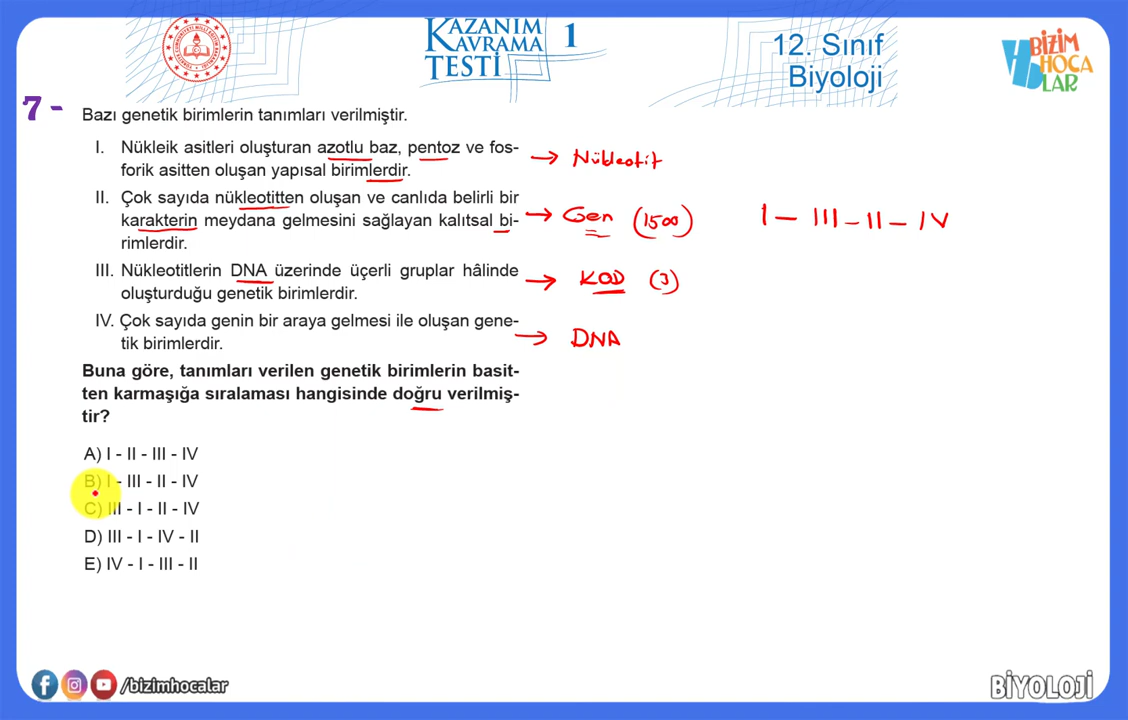 KAZANIM
KAVRAMA
TESTİ
1
12. Sınıf
Biyoloji
BİZİM
HOCA
LAR
7 -
Bazı genetik birimlerin tanımları verilmiştir.
I. Nükleik asitleri oluşturan azotlu baz, pentoz ve fos-
forik asitten oluşan yapısal birimlerdir.
→ Nükleotit
II. Çok sayıda nükleotitten oluşan ve canlıda belirli bir
karakterin meydana gelmesini sağlayan kalıtsal bi-
rimlerdir.
→ Gen (1500)
I - III - II - IV
III. Nükleotitlerin DNA üzerinde üçerli gruplar hâlinde
oluşturduğu genetik birimlerdir.
→ KOD (3)
IV. Çok sayıda genin bir araya gelmesi ile oluşan gene-
tik birimlerdir.
→ DNA
Buna göre, tanımları verilen genetik birimlerin basit-
ten karmaşığa sıralaması hangisinde doğru verilmiş-
tir?
A) I - II - III - IV
B) I - III - II - IV
C) III - I - II - IV
D) III - I - IV - II
E) IV - I - III - II
/bizimhocalar
BİYOLOJİ